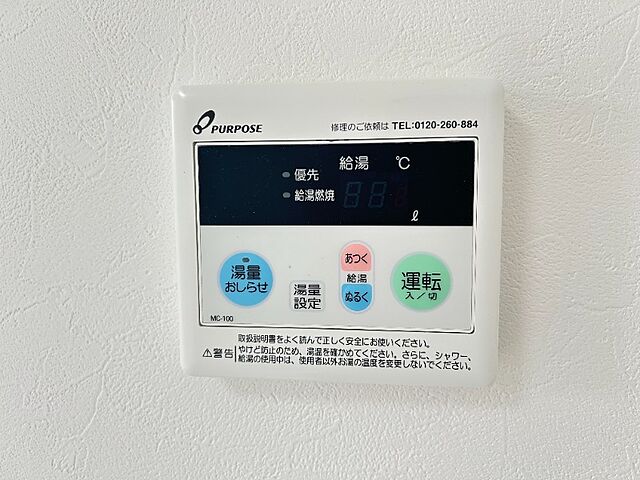 PURPOSE
修理のご依頼は TEL:0120-260-884
給湯 ℃
優先
給湯燃焼
ℓ
湯量
おしらせ
湯量
設定
あつく
給湯
ぬるく
運転
入／切
MC-100
取扱説明書をよく読んで正しく安全にお使いください。
⚠警告
やけど防止のため、湯温を確かめてください。さらに、シャワー、
給湯の使用中は、使用者以外お湯の温度を変更しないでください。